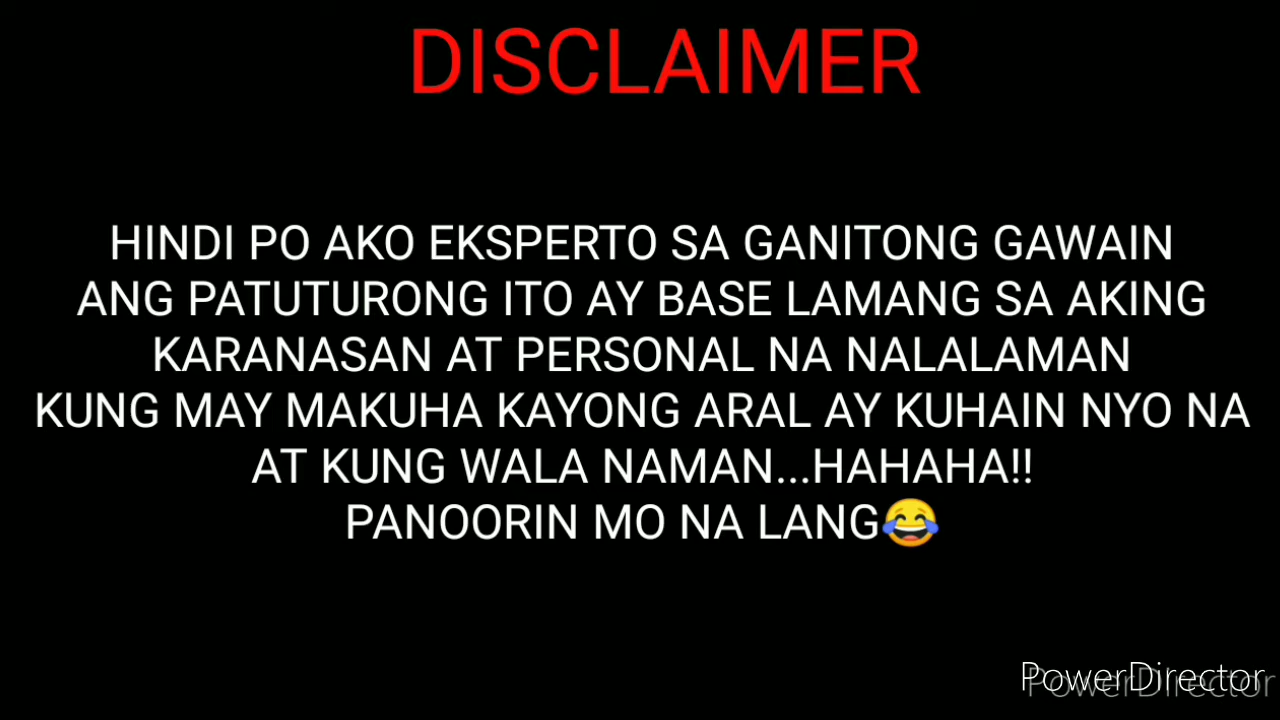 DISCLAIMER
HINDI PO AKO EKSPERTO SA GANITONG GAWAIN
ANG PATUTURONG ITO AY BASE LAMANG SA AKING
KARANASAN AT PERSONAL NA NALALAMAN
KUNG MAY MAKUHA KAYONG ARAL AY KUHAIN NYO NA
AT KUNG WALA NAMAN...HAHAHA!!
PANOORIN MO NA LANG😂
PowerDirector